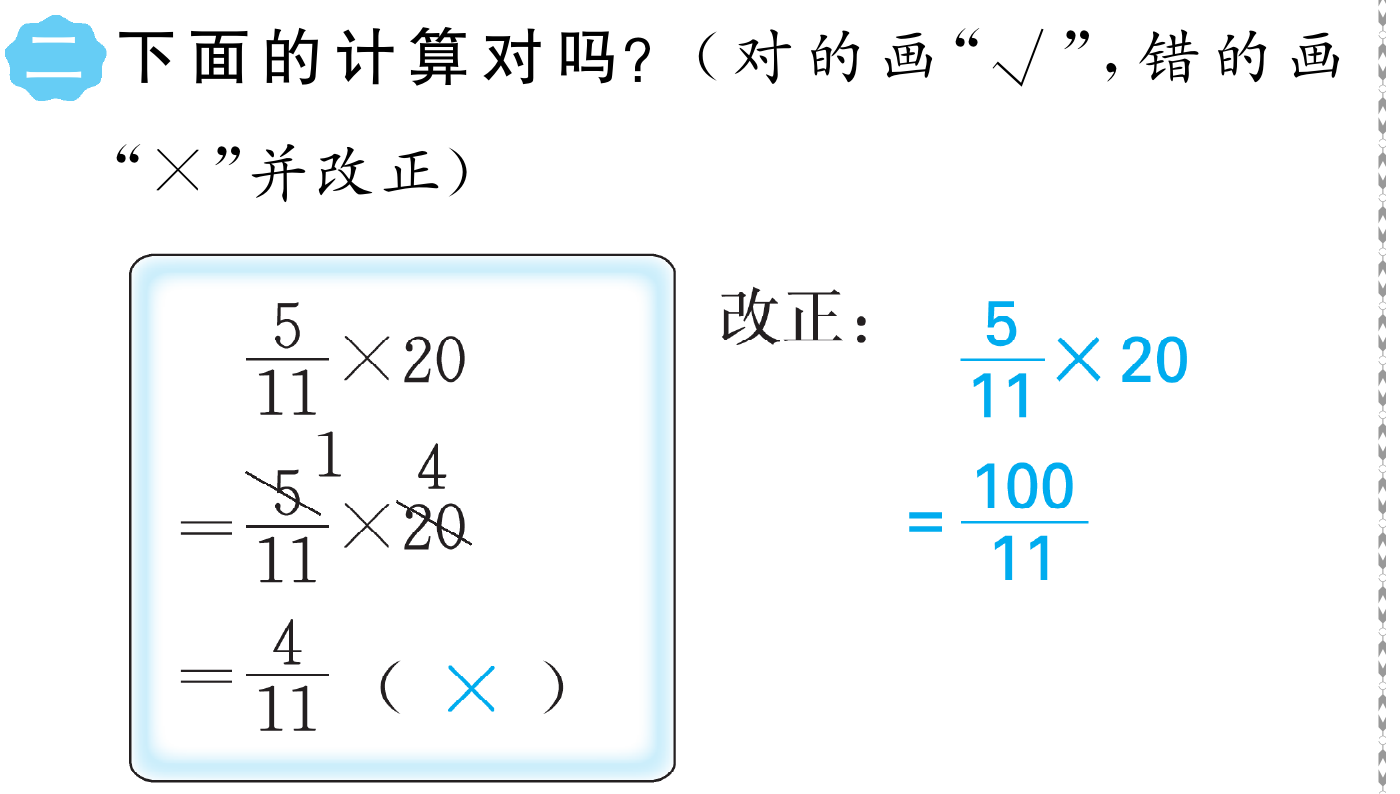 二 下面的计算对吗?（对的画“√”,错的画
“×”并改正）
5/11 × 20
= 5/11 × 20 1 4
= 4/11 （ × ）
改正：
5/11 × 20
= 100/11